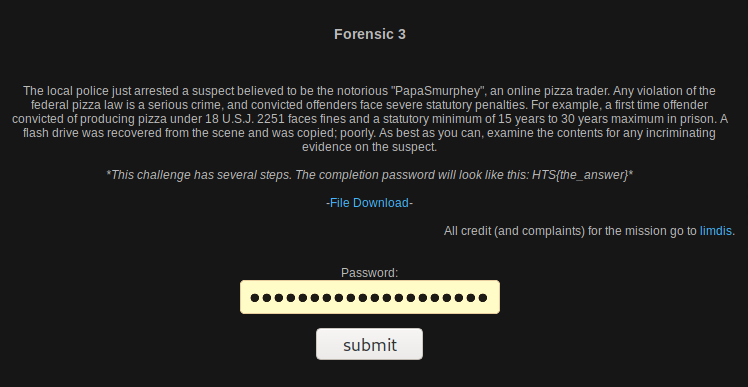 Forensic 3
The local police just arrested a suspect believed to be the notorious "PapaSmurphey", an online pizza trader. Any violation of the
federal pizza law is a serious crime, and convicted offenders face severe statutory penalties. For example, a first time offender
convicted of producing pizza under 18 U.S.J. 2251 faces fines and a statutory minimum of 15 years to 30 years maximum in prison. A
flash drive was recovered from the scene and was copied; poorly. As best as you can, examine the contents for any incriminating
evidence on the suspect.
*This challenge has several steps. The completion password will look like this: HTS{the_answer}*
-File Download-
All credit (and complaints) for the mission go to limdis.
Password:
submit